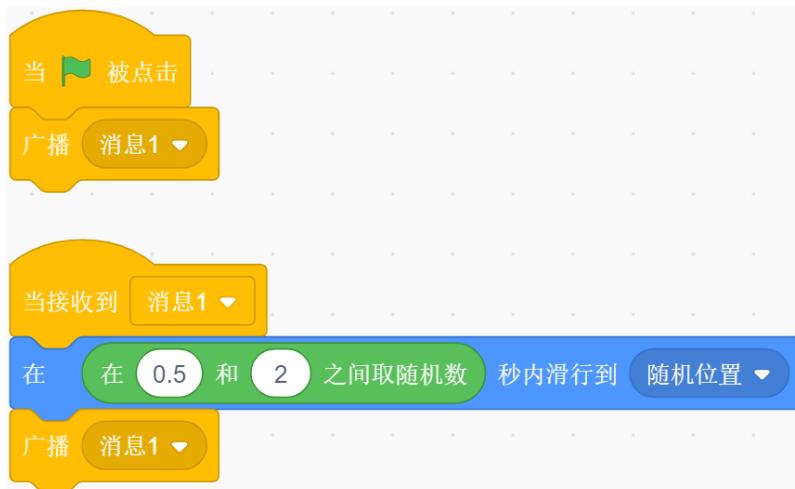 当 被点击
广播 消息1
当接收到 消息1
在 在 0.5 和 2 之间取随机数 秒内滑行到 随机位置
广播 消息1